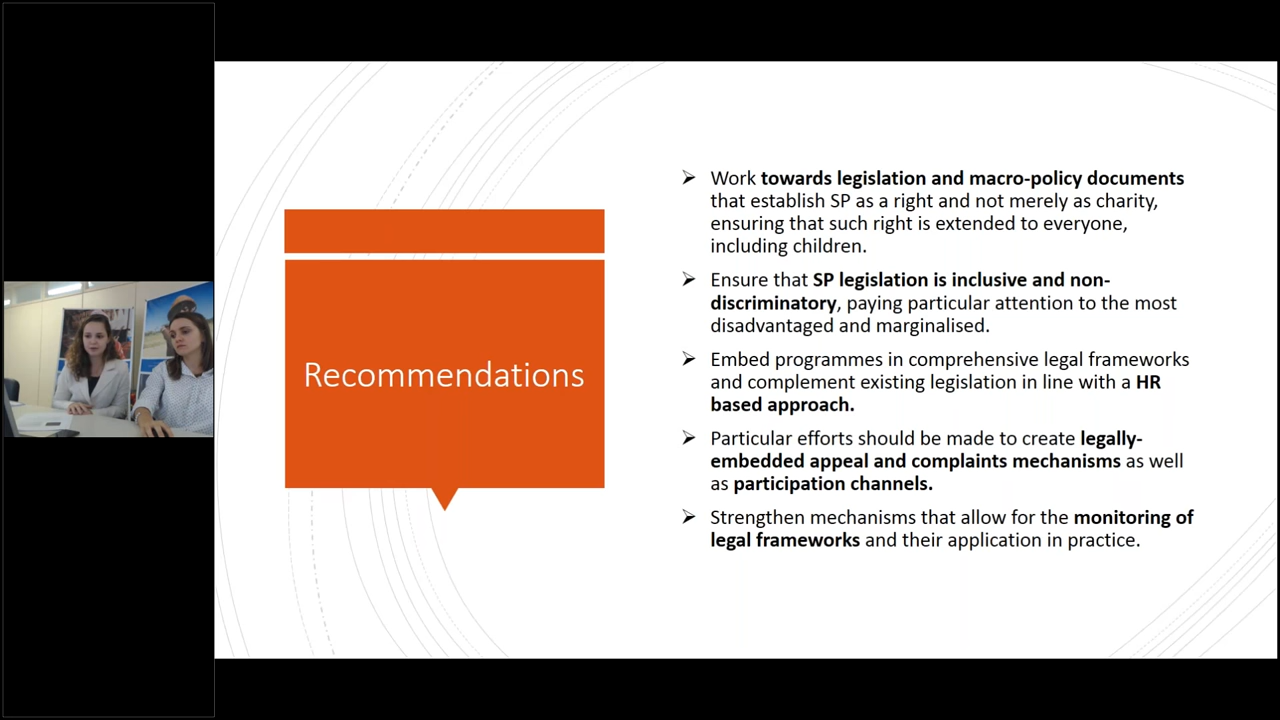 Recommendations
Work towards legislation and macro-policy documents
that establish SP as a right and not merely as charity,
ensuring that such right is extended to everyone,
including children.
Ensure that SP legislation is inclusive and non-
discriminatory, paying particular attention to the most
disadvantaged and marginalised.
Embed programmes in comprehensive legal frameworks
and complement existing legislation in line with a HR
based approach.
Particular efforts should be made to create legally-
embedded appeal and complaints mechanisms as well
as participation channels.
Strengthen mechanisms that allow for the monitoring of
legal frameworks and their application in practice.